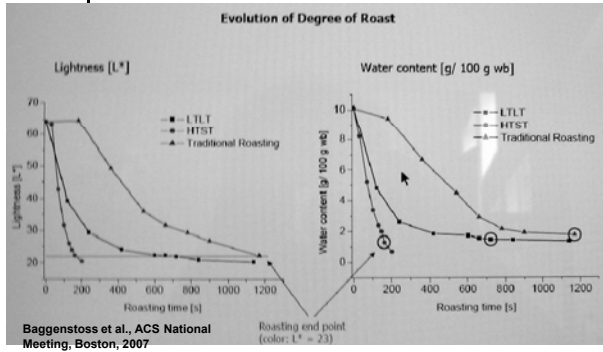 Evolution of Degree of Roast
Lightness [L*]
Water content [g/ 100 g wb]
70
60
50
40
30
20
Lightness [L*]
LTLT
HTST
Traditional Roasting
0 200 400 600 800 1000 1200
Roasting time [s]
10
8
6
4
2
0
Water content [g/ 100 g wb]
LTLT
HTST
Traditional Roasting
0 200 400 600 800 1000 1200
Roasting time [s]
Roasting end point
(color: L* = 23)
Baggenstoss et al., ACS National
Meeting, Boston, 2007